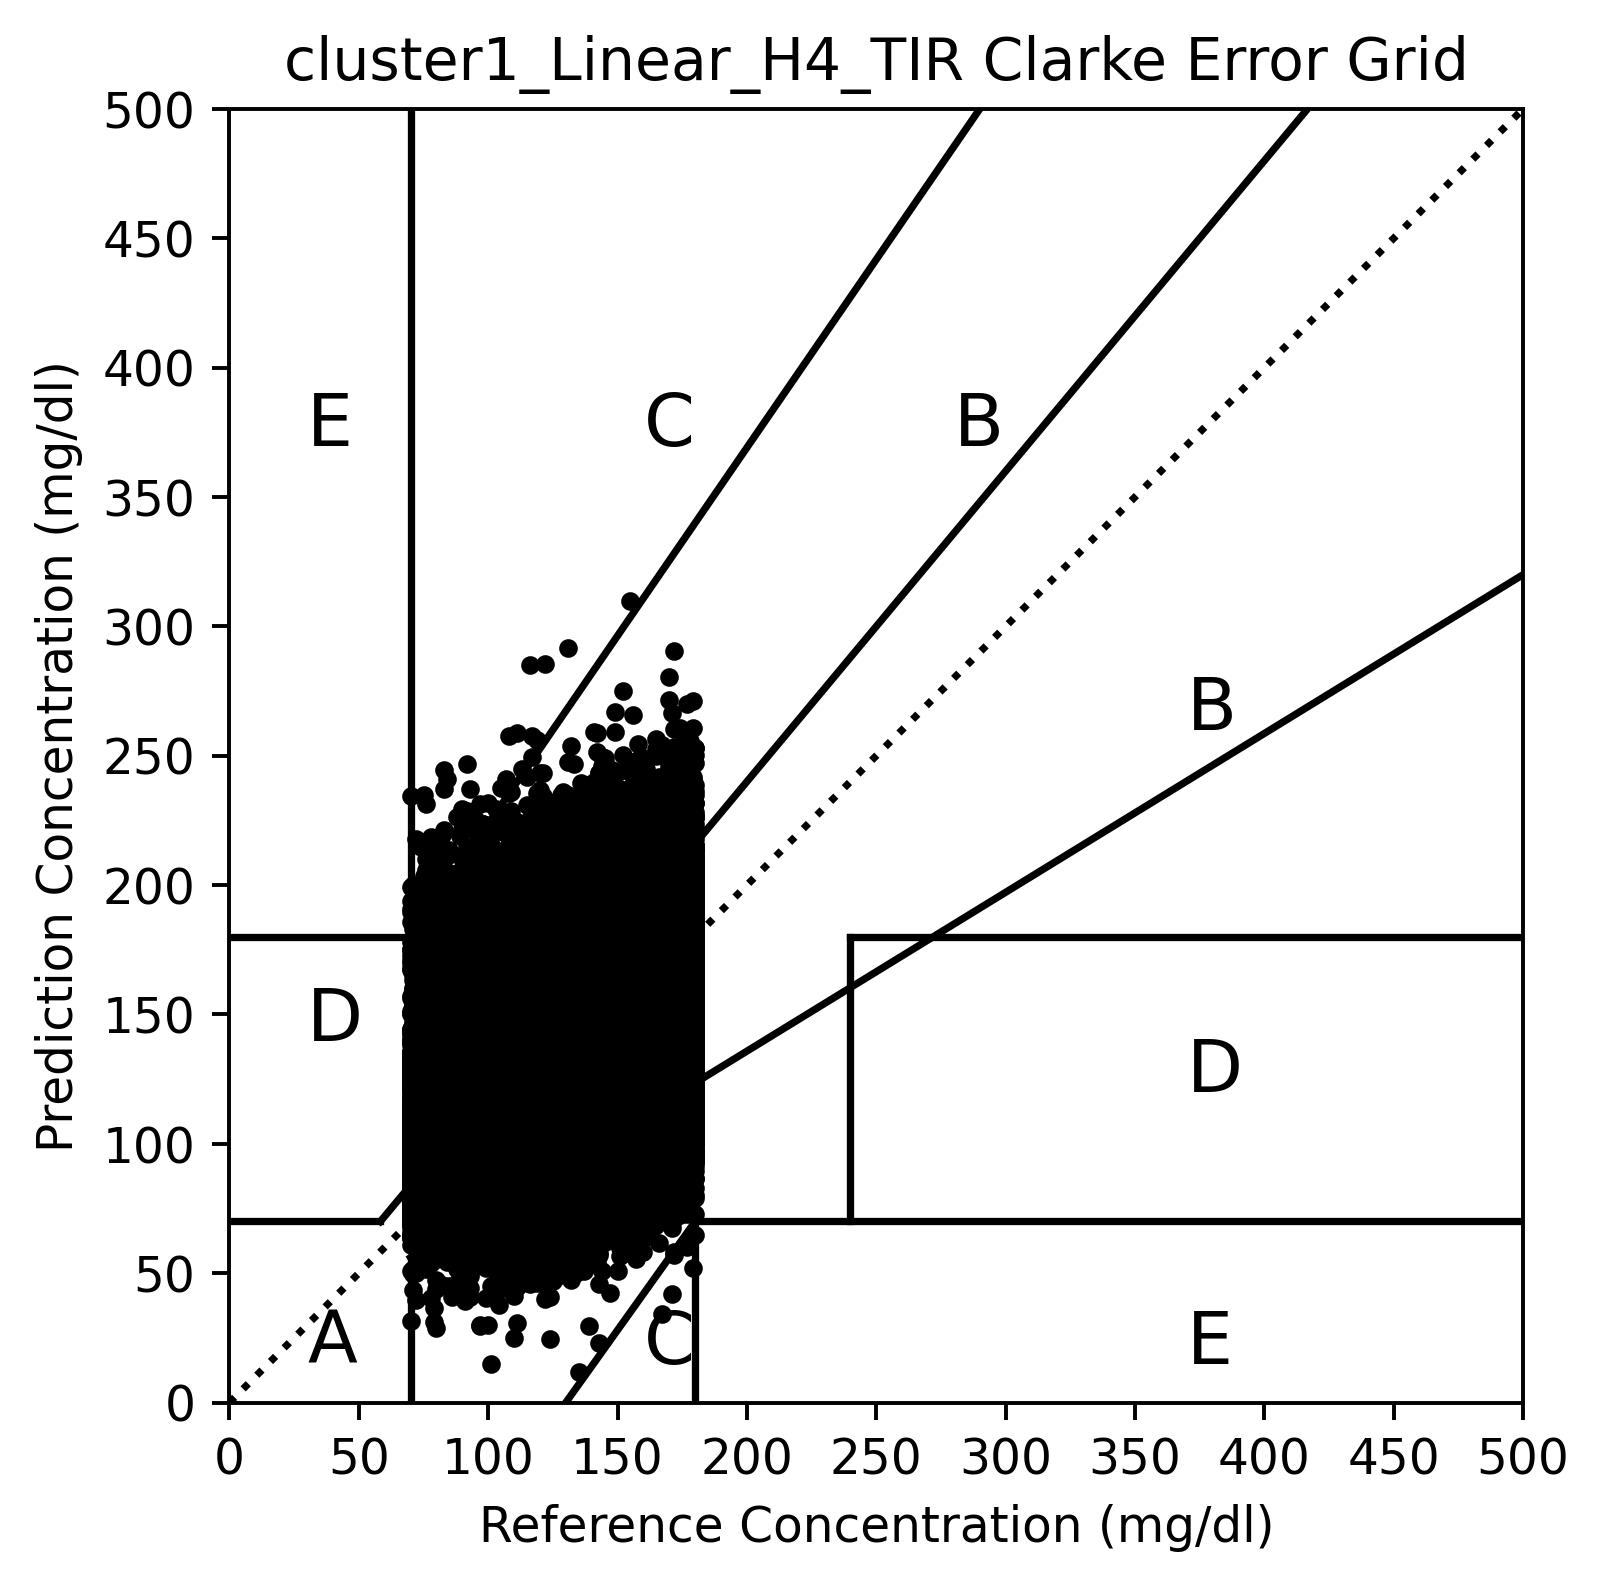 cluster1_Linear_H4_TIR Clarke Error Grid
500
450
400
350
300
250
200
150
100
50
0
Prediction Concentration (mg/dl)
E
C
B
B
D
D
A
C
E
0 50 100 150 200 250 300 350 400 450 500
Reference Concentration (mg/dl)